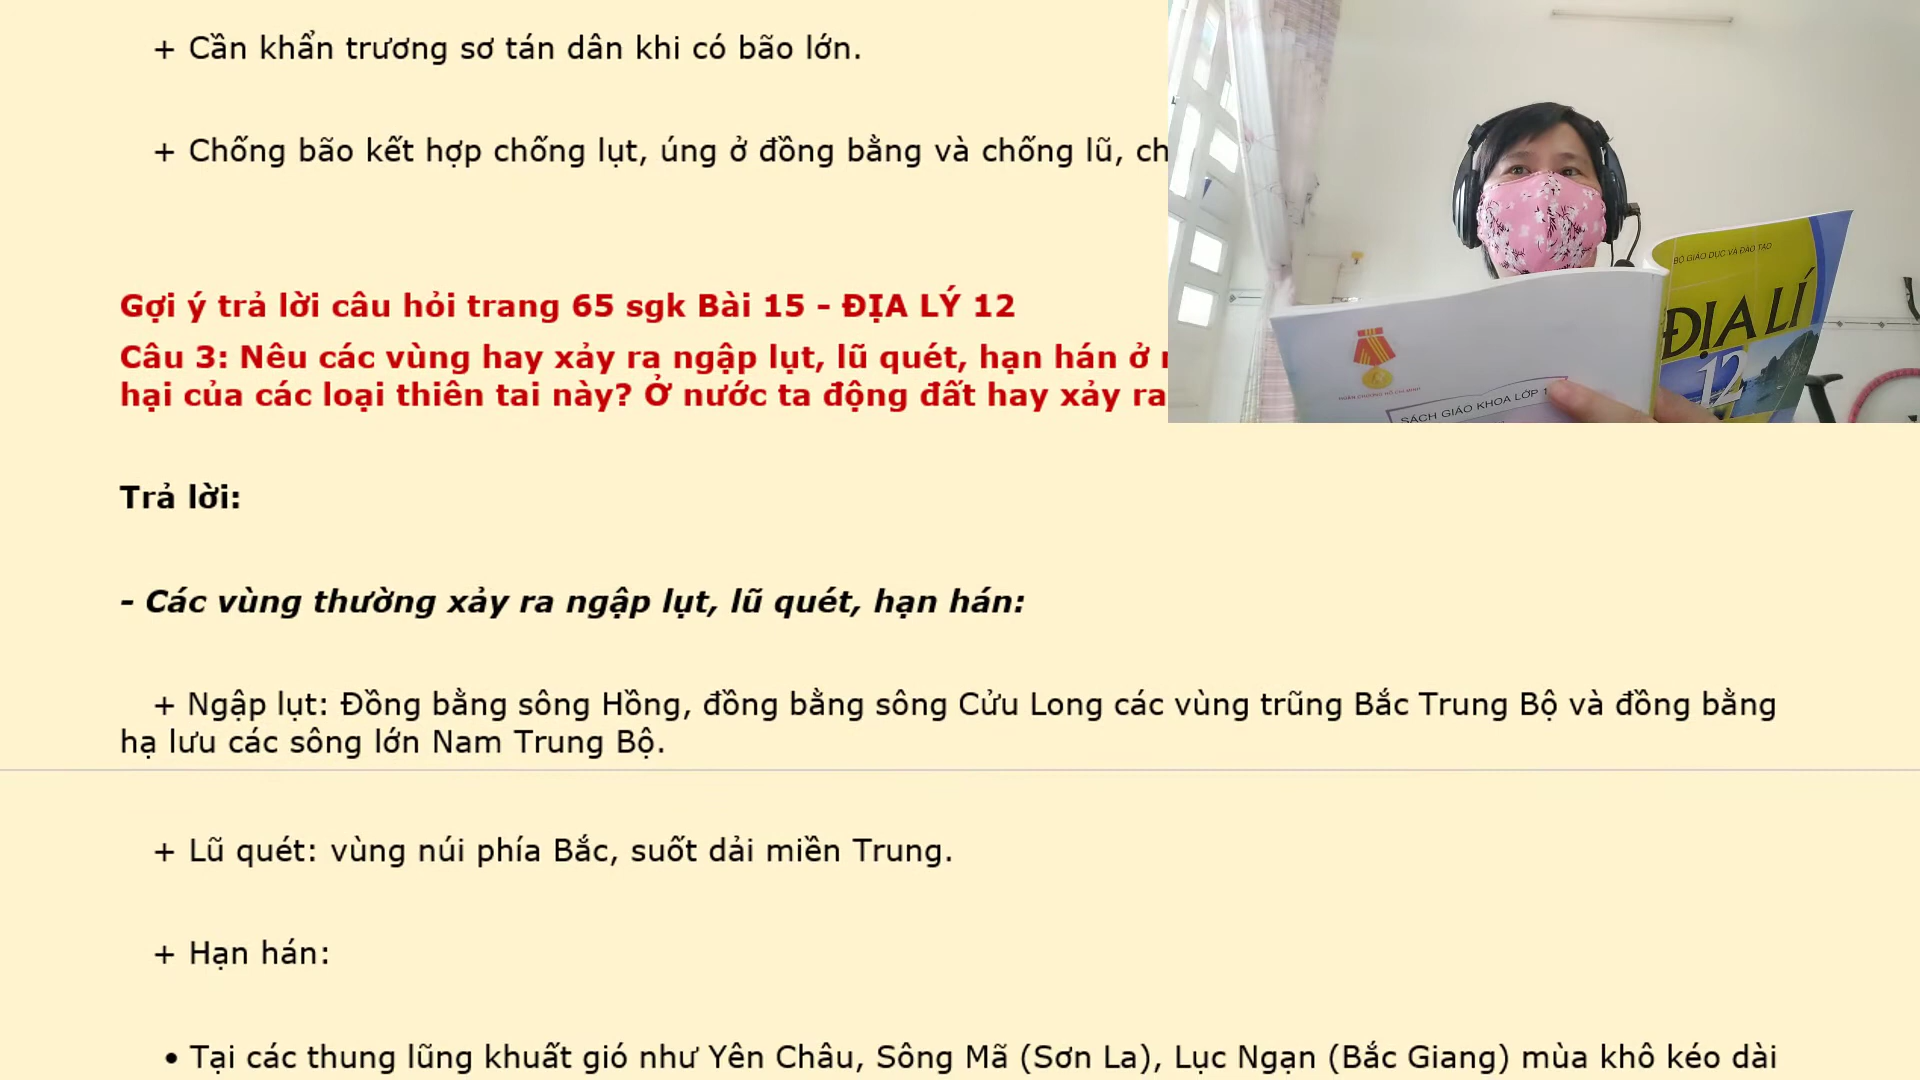 + Cần khẩn trương sơ tán dân khi có bão lớn.
+ Chống bão kết hợp chống lụt, úng ở đồng bằng và chống lũ, ch
Gợi ý trả lời câu hỏi trang 65 sgk Bài 15 - ĐỊA LÝ 12
Câu 3: Nêu các vùng hay xảy ra ngập lụt, lũ quét, hạn hán ở
hại của các loại thiên tai này? Ở nước ta động đất hay xảy ra
Trả lời:
- Các vùng thường xảy ra ngập lụt, lũ quét, hạn hán:
+ Ngập lụt: Đồng bằng sông Hồng, đồng bằng sông Cửu Long các vùng trũng Bắc Trung Bộ và đồng bằng
hạ lưu các sông lớn Nam Trung Bộ.
+ Lũ quét: vùng núi phía Bắc, suốt dải miền Trung.
+ Hạn hán:
• Tại các thung lũng khuất gió như Yên Châu, Sông Mã (Sơn La), Lục Ngạn (Bắc Giang) mùa khô kéo dài
BỘ GIÁO DỤC VÀ ĐÀO TẠO
ĐỊA LÍ
12
HUÂN CHƯƠNG HỒ CHÍ MINH
SÁCH GIÁO KHOA LỚP 1